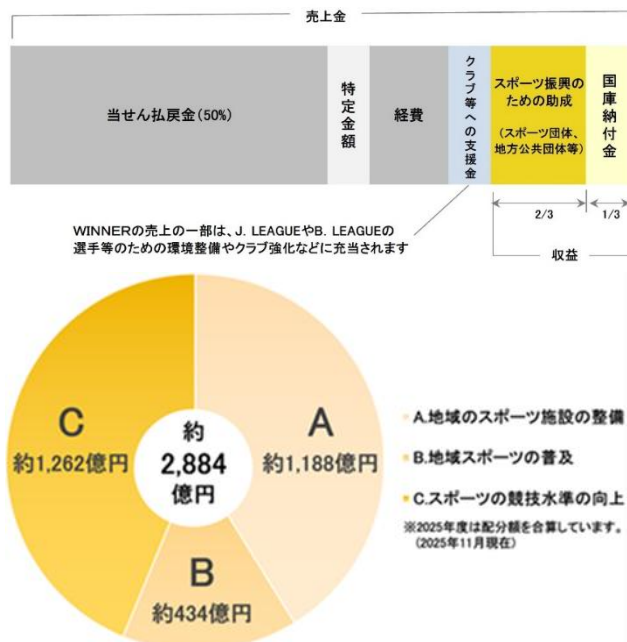 売上金
当せん払戻金(50%)
特定金額
経費
クラブ等への支援金
スポーツ振興の
ための助成
(スポーツ団体、
地方公共団体等)
国庫納付金
2/3
1/3
WINNERの売上の一部は、J. LEAGUEやB. LEAGUEの
選手等のための環境整備やクラブ強化などに充当されます
収益
C
約1,262億円
約
2,884
億円
A
約1,188億円
B
約434億円
A.地域のスポーツ施設の整備
B.地域スポーツの普及
C.スポーツの競技水準の向上
※2025年度は配分額を合算しています。
(2025年11月現在)